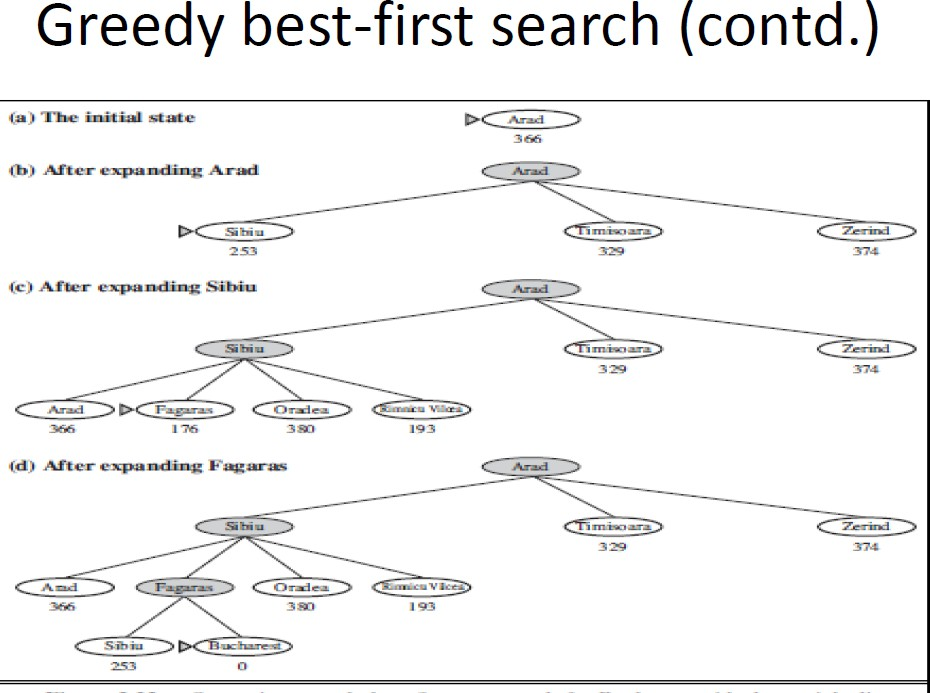 Greedy best-first search (contd.)
(a) The initial state
Arad
366
(b) After expanding Arad
Arad
Sibiu Timisoara Zerind
253 329 374
(c) After expanding Sibiu
Arad
Sibiu Timisoara Zerind
329 374
Arad Fagaras Oradea Rimnicu Vilcea
366 176 380 193
(d) After expanding Fagaras
Arad
Sibiu Timisoara Zerind
329 374
Arad Fagaras Oradea Rimnicu Vilcea
366 380 193
Sibiu Bucharest
253 0